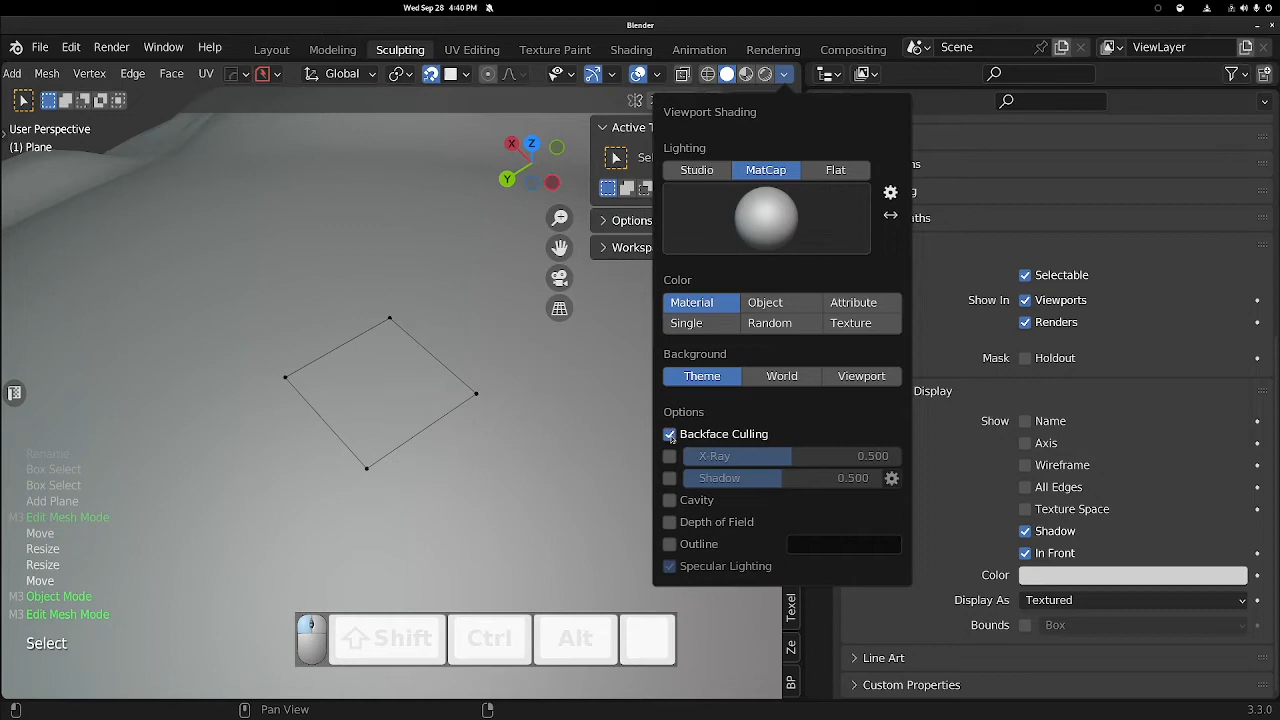 Wed Sep 28 4:40 PM
Blender
File Edit Render Window Help Layout Modeling Sculpting UV Editing Texture Paint Shading Animation Rendering Compositing Scene ViewLayer
Add Mesh Vertex Edge Face UV Global
User Perspective
(1) Plane
X
Z
Y
Active T
Sel
Options
Worksp
Viewport Shading
Lighting
Studio MatCap Flat
Color
Material Object Attribute
Single Random Texture
Background
Theme World Viewport
Options
Backface Culling
X-Ray 0.500
Shadow 0.500
Cavity
Depth of Field
Outline
Specular Lighting
Selectable
Show In Viewports
Renders
Mask Holdout
Display
Show Name
Axis
Wireframe
All Edges
Texture Space
Shadow
In Front
Color
Display As Textured
Bounds Box
Line Art
Custom Properties
Rename
Box Select
Box Select
Add Plane
M3 Edit Mesh Mode
Move
Resize
Resize
Move
M3 Object Mode
M3 Edit Mesh Mode
Select
Shift Ctrl Alt
Texel
Ze
BP
Pan View
3.3.0